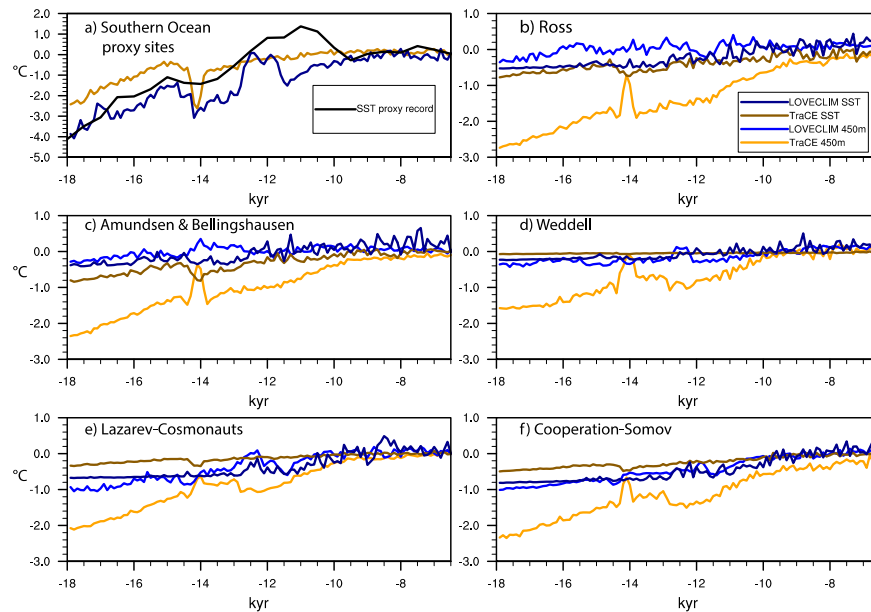 a) Southern Ocean
proxy sites
SST proxy record
°C
1.0
0.0
-1.0
-2.0
-3.0
-4.0
-5.0
-18 -16 -14 -12 -10 -8
kyr
b) Ross
LOVECLIM SST
TraCE SST
LOVECLIM 450m
TraCE 450m
1.0
0.0
-1.0
-2.0
-3.0
-18 -16 -14 -12 -10 -8
kyr
c) Amundsen & Bellingshausen
°C
1.0
0.0
-1.0
-2.0
-3.0
-18 -16 -14 -12 -10 -8
kyr
d) Weddell
1.0
0.0
-1.0
-2.0
-3.0
-18 -16 -14 -12 -10 -8
kyr
e) Lazarev-Cosmonauts
°C
1.0
0.0
-1.0
-2.0
-3.0
-18 -16 -14 -12 -10 -8
kyr
f) Cooperation-Somov
1.0
0.0
-1.0
-2.0
-3.0
-18 -16 -14 -12 -10 -8
kyr